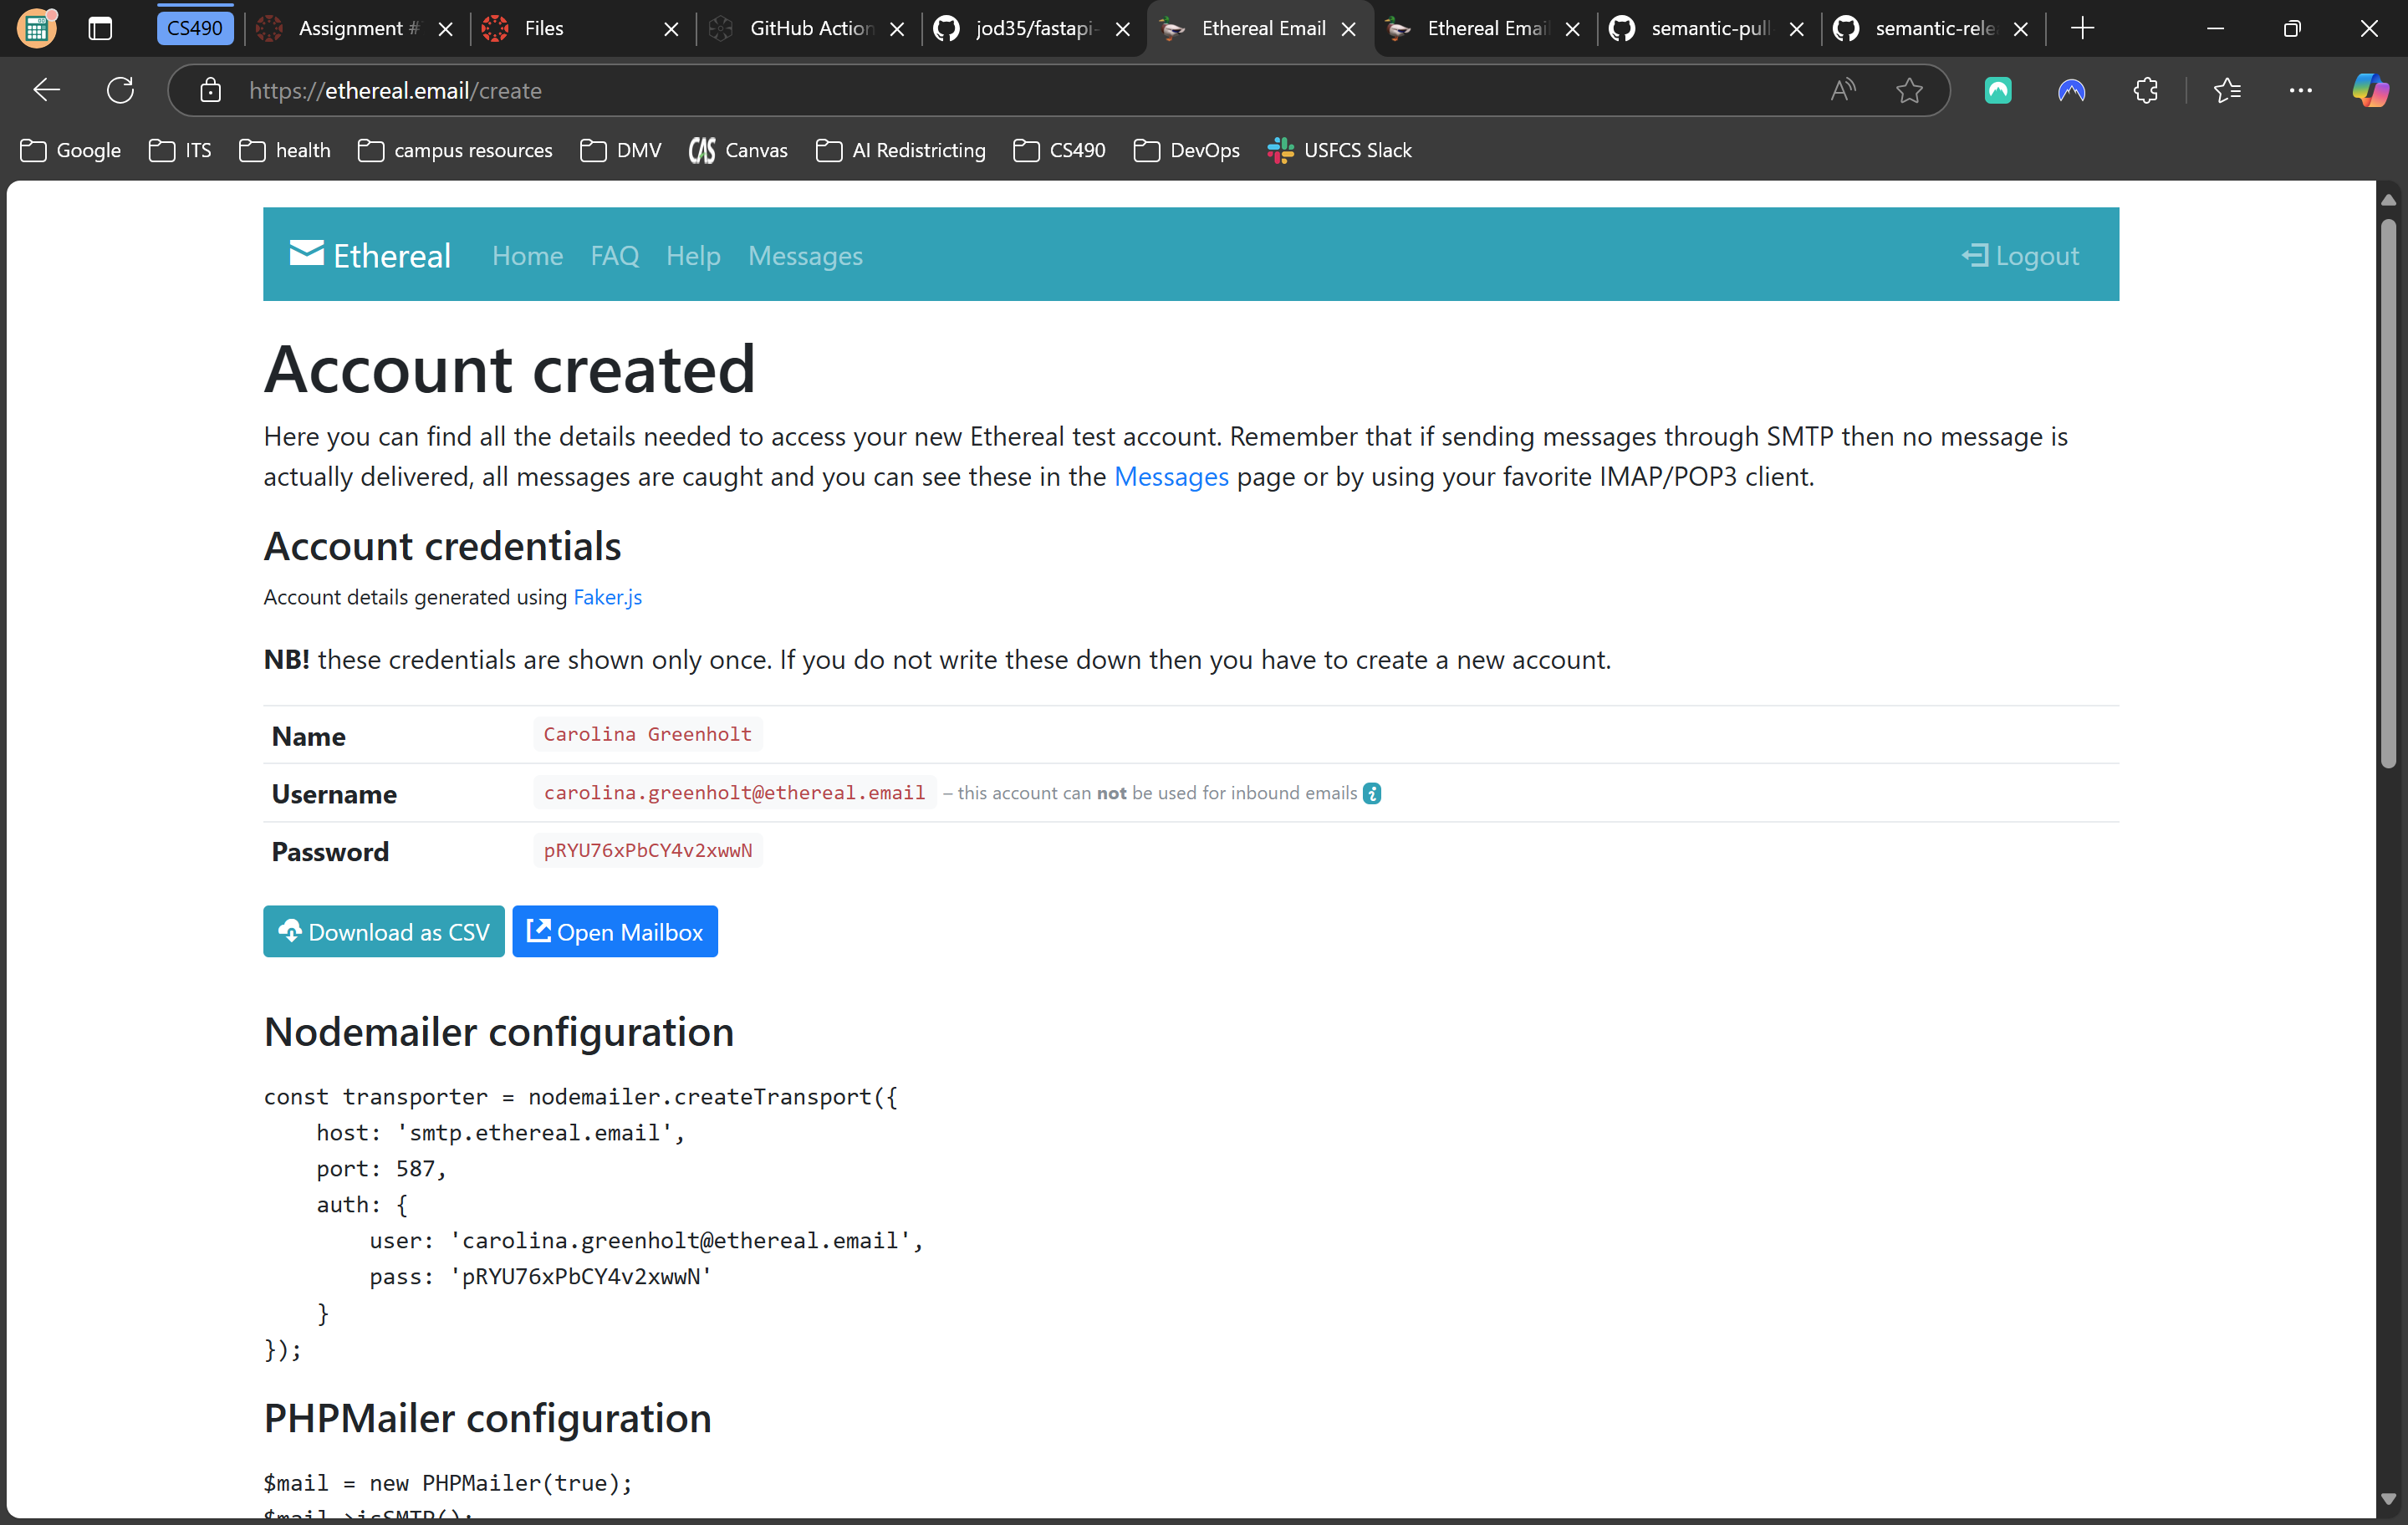 CS490
Assignment #
Files
GitHub Action
jod35/fastapi-
Ethereal Email
Ethereal Email
semantic-pull
semantic-rele
https://ethereal.email/create
Google
ITS
health
campus resources
DMV
CAS Canvas
AI Redistricting
CS490
DevOps
USFCS Slack
Ethereal
Home
FAQ
Help
Messages
Logout
Account created
Here you can find all the details needed to access your new Ethereal test account. Remember that if sending messages through SMTP then no message is
actually delivered, all messages are caught and you can see these in the Messages page or by using your favorite IMAP/POP3 client.
Account credentials
Account details generated using Faker.js
NB! these credentials are shown only once. If you do not write these down then you have to create a new account.
Name Carolina Greenholt
Username carolina.greenholt@ethereal.email – this account can not be used for inbound emails
Password pRYU76xPbCY4v2xwwN
Download as CSV
Open Mailbox
Nodemailer configuration
const transporter = nodemailer.createTransport({
host: 'smtp.ethereal.email',
port: 587,
auth: {
user: 'carolina.greenholt@ethereal.email',
pass: 'pRYU76xPbCY4v2xwwN'
}
});
PHPMailer configuration
$mail = new PHPMailer(true);
$mail->isSMTP();